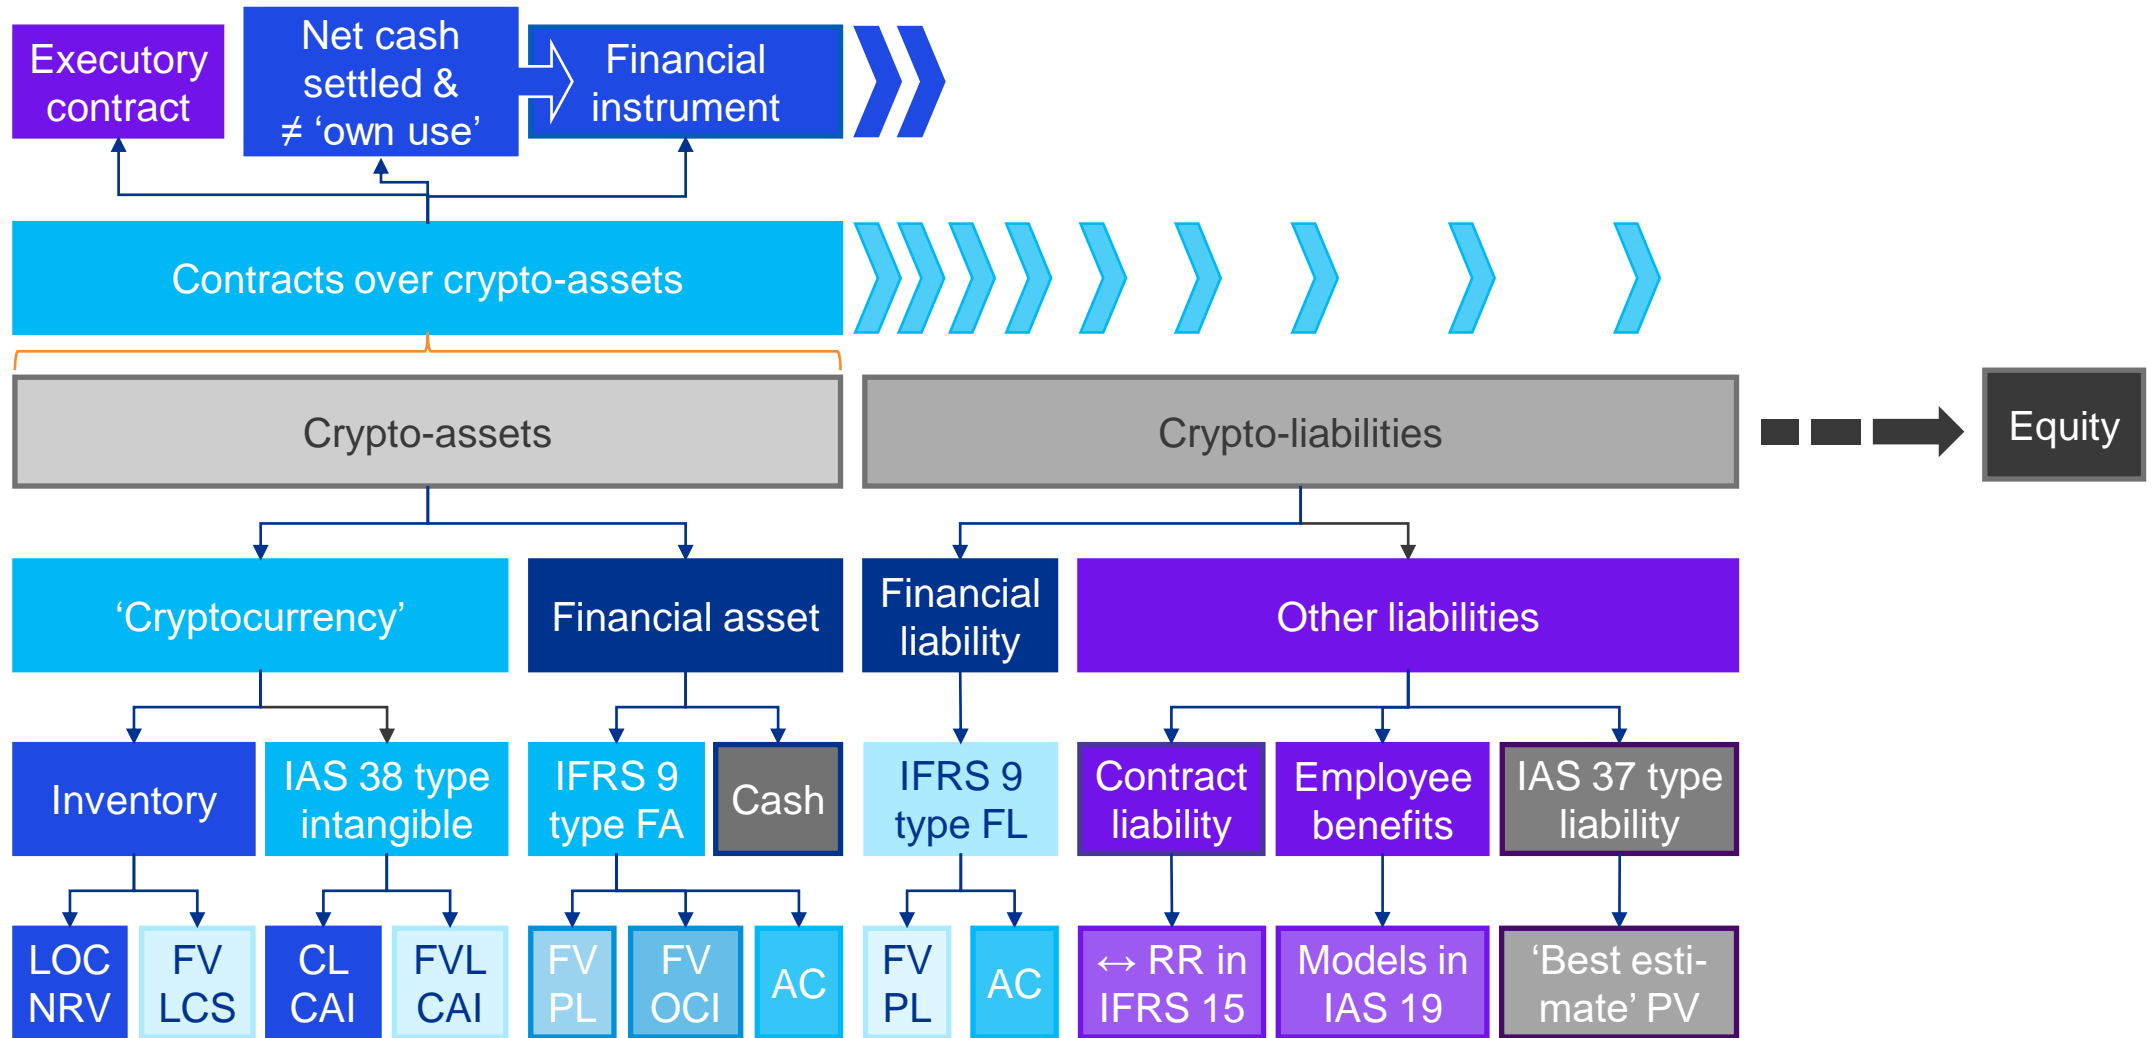 Executory
contract
Net cash
settled &
≠ ‘own use’
Financial
instrument
Contracts over crypto-assets
Crypto-assets
Crypto-liabilities
Equity
‘Cryptocurrency’
Financial asset
Financial
liability
Other liabilities
Inventory
IAS 38 type
intangible
IFRS 9
type FA
Cash
IFRS 9
type FL
Contract
liability
Employee
benefits
IAS 37 type
liability
LOC
NRV
FV
LCS
CL
CAI
FVL
CAI
FV
PL
FV
OCI
AC
FV
PL
AC
↔ RR in
IFRS 15
Models in
IAS 19
‘Best esti-
mate’ PV